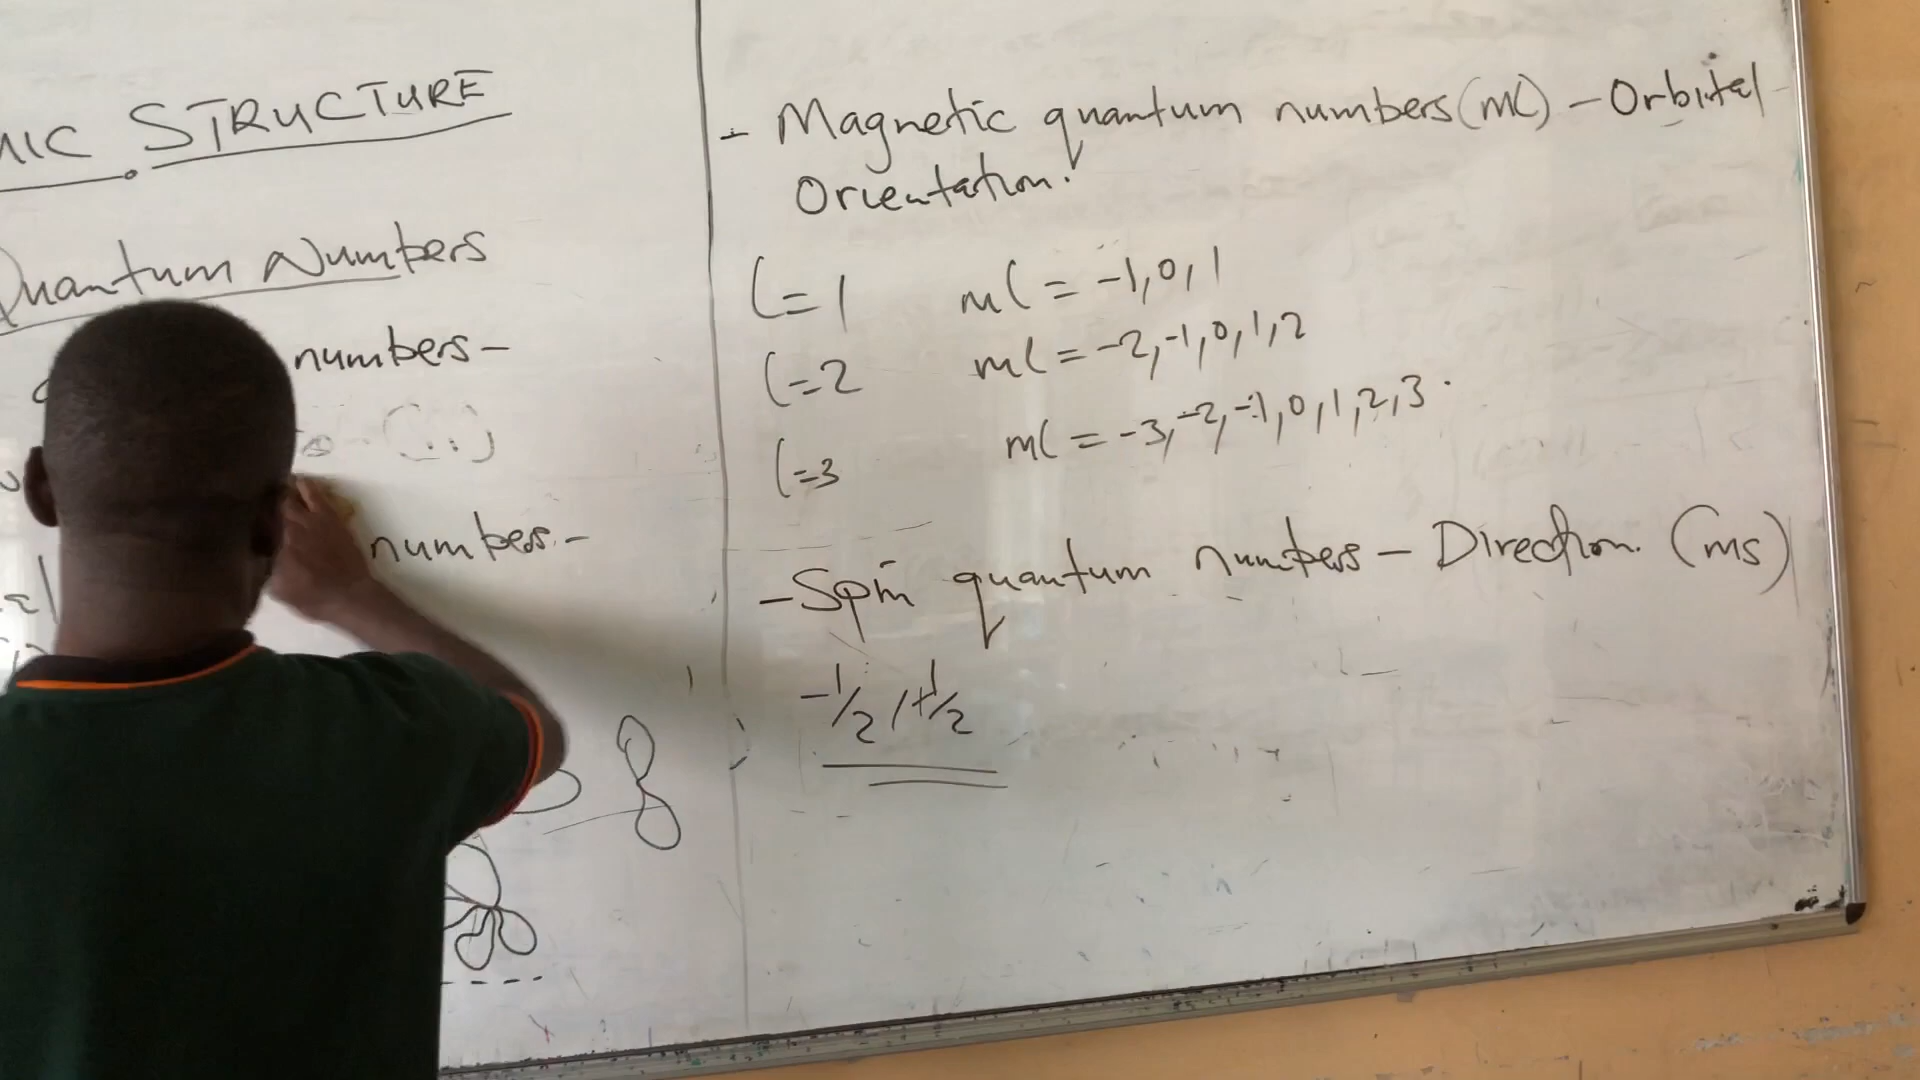 STRUCTURE
Quantum Numbers
numbers-
numbers.-
- Magnetic quantum numbers(ml) - Orbital
Orientation.
l=1 ml = -1,0,1
l=2 ml = -2,-1,0,1,2
l=3 ml = -3,-2,-1,0,1,2,3.
-Spin quantum numbers - Direction. (ms)
-1/2 /+1/2